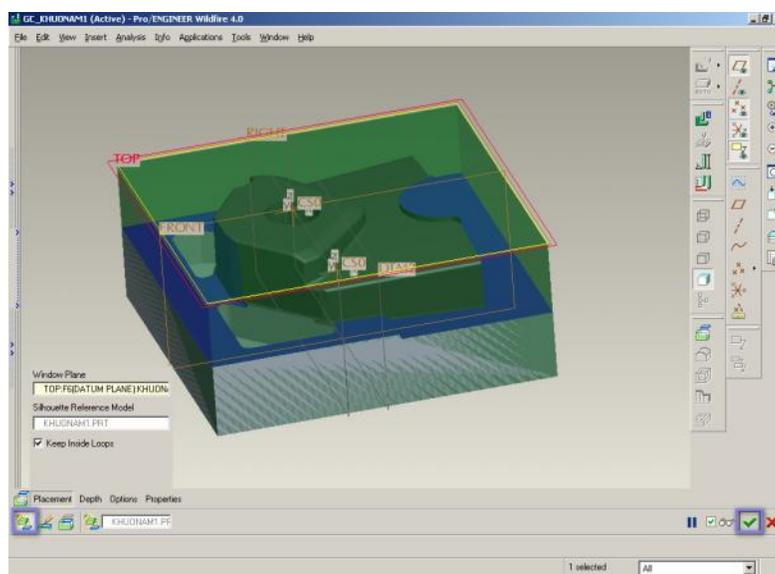 GC_KHUONAM1 (Active) - Pro/ENGINEER Wildfire 4.0
File Edit View Insert Analysis Info Applications Tools Window Help
RIGHT
TOP
CS0
FRONT
CS0
Window Plane
TOP:F6(DATUM PLANE):KHUONA
Silhouette Reference Model
KHUONAM1.PRT
Keep Inside Loops
Placement Depth Options Properties
KHUONAM1.PF
1 selected All